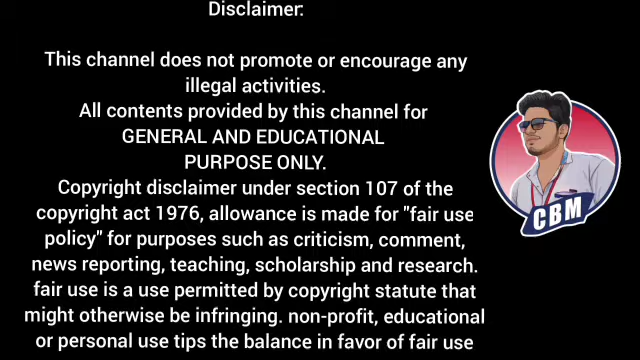 Disclaimer:
This channel does not promote or encourage any
illegal activities.
All contents provided by this channel for
GENERAL AND EDUCATIONAL
PURPOSE ONLY.
Copyright disclaimer under section 107 of the
copyright act 1976, allowance is made for "fair use
policy" for purposes such as criticism, comment,
news reporting, teaching, scholarship and research.
fair use is a use permitted by copyright statute that
might otherwise be infringing. non-profit, educational
or personal use tips the balance in favor of fair use
CBM